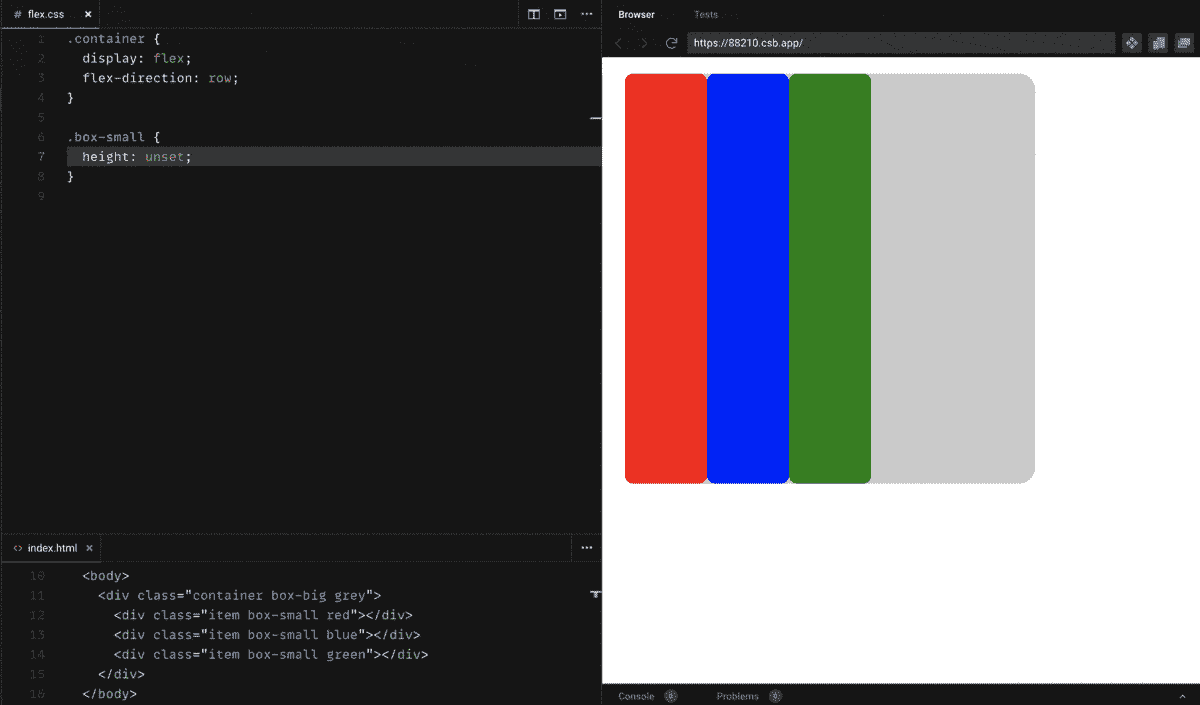 # flex.css ×
1 .container {
2 display: flex;
3 flex-direction: row;
4 }
5
6 .box-small {
7 height: unset;
8 }
9
<> index.html ×
10 <body>
11 <div class="container box-big grey">
12 <div class="item box-small red"></div>
13 <div class="item box-small blue"></div>
14 <div class="item box-small green"></div>
15 </div>
16 </body>
Browser Tests
https://88210.csb.app/
Console 0 Problems 0